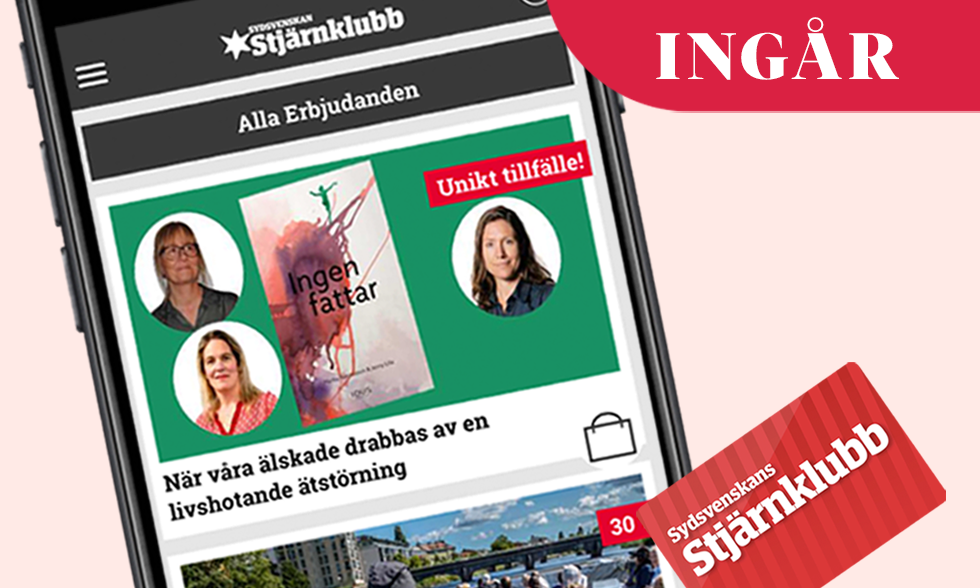 INGÅR
SYDSVENSKAN
Stjärnklubb
Alla Erbjudanden
Unikt tillfälle!
Ingen
fattar
När våra älskade drabbas av en
livshotande ätstörning
30
Sydsvenskans
Stjärnklubb